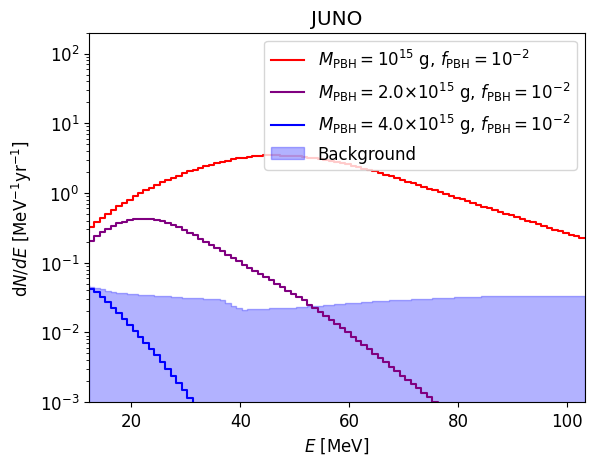 JUNO
M_PBH = 10^15 g, f_PBH = 10^−2
M_PBH = 2.0×10^15 g, f_PBH = 10^−2
M_PBH = 4.0×10^15 g, f_PBH = 10^−2
Background
dN/dE [MeV^−1yr^−1]
10^2
10^1
10^0
10^−1
10^−2
10^−3
20 40 60 80 100
E [MeV]